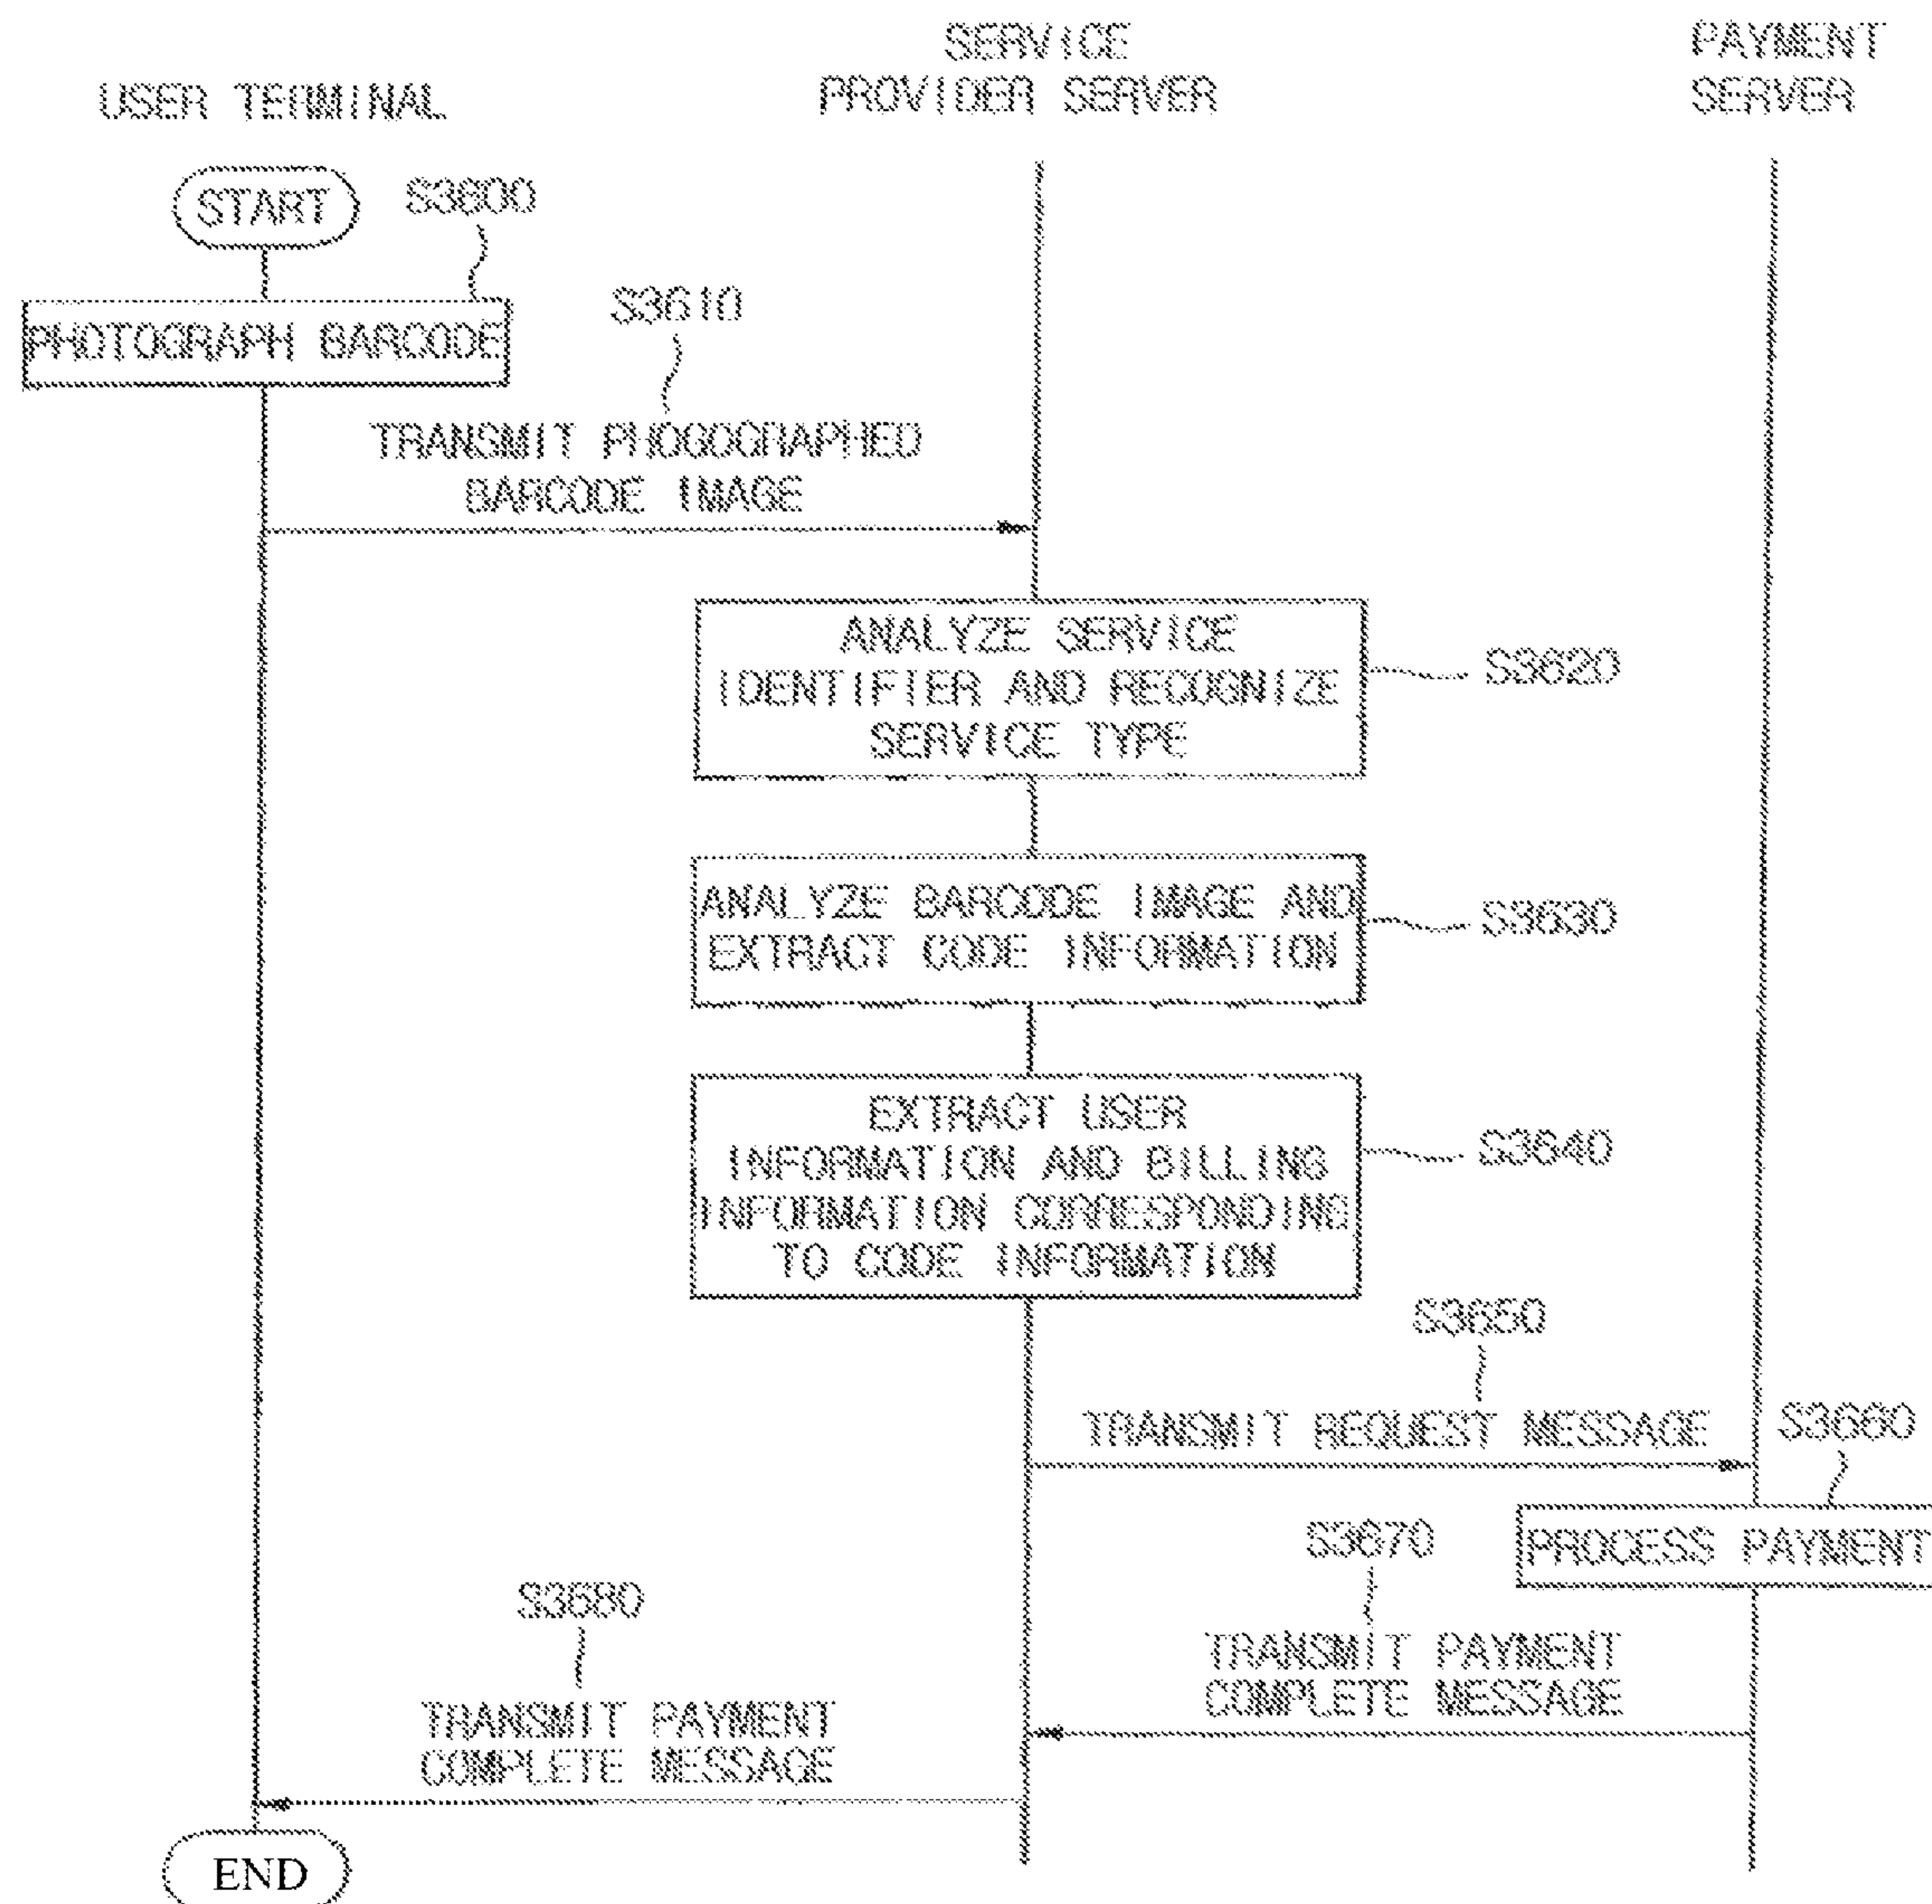 USER TERMINAL
SERVICE
PROVIDER SERVER
PAYMENT
SERVER
START
S3600
PHOTOGRAPH BARCODE
S3610
TRANSMIT PHOGOGRAPHED
BARCODE IMAGE
ANALYZE SERVICE
IDENTIFIER AND RECOGNIZE
SERVICE TYPE
S3620
ANALYZE BARCODE IMAGE AND
EXTRACT CODE INFORMATION
S3630
EXTRACT USER
INFORMATION AND BILLING
INFORMATION CORRESPONDING
TO CODE INFORMATION
S3640
S3650
TRANSMIT REQUEST MESSAGE
S3660
PROCESS PAYMENT
S3670
TRANSMIT PAYMENT
COMPLETE MESSAGE
S3680
TRANSMIT PAYMENT
COMPLETE MESSAGE
END